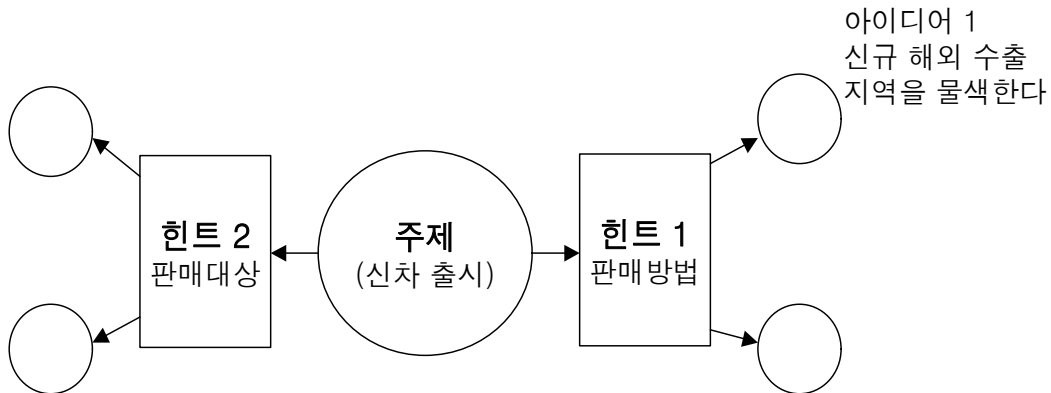 아이디어 1
신규 해외 수출
지역을 물색한다
힌트 2
판매대상
주제
(신차 출시)
힌트 1
판매방법